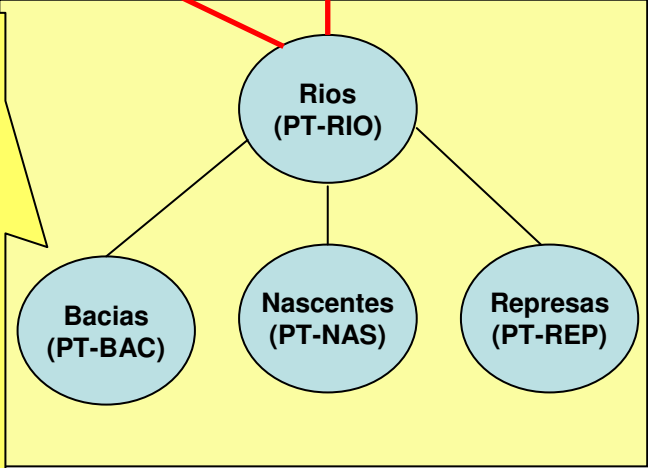 Rios
(PT-RIO)
Bacias
(PT-BAC)
Nascentes
(PT-NAS)
Represas
(PT-REP)